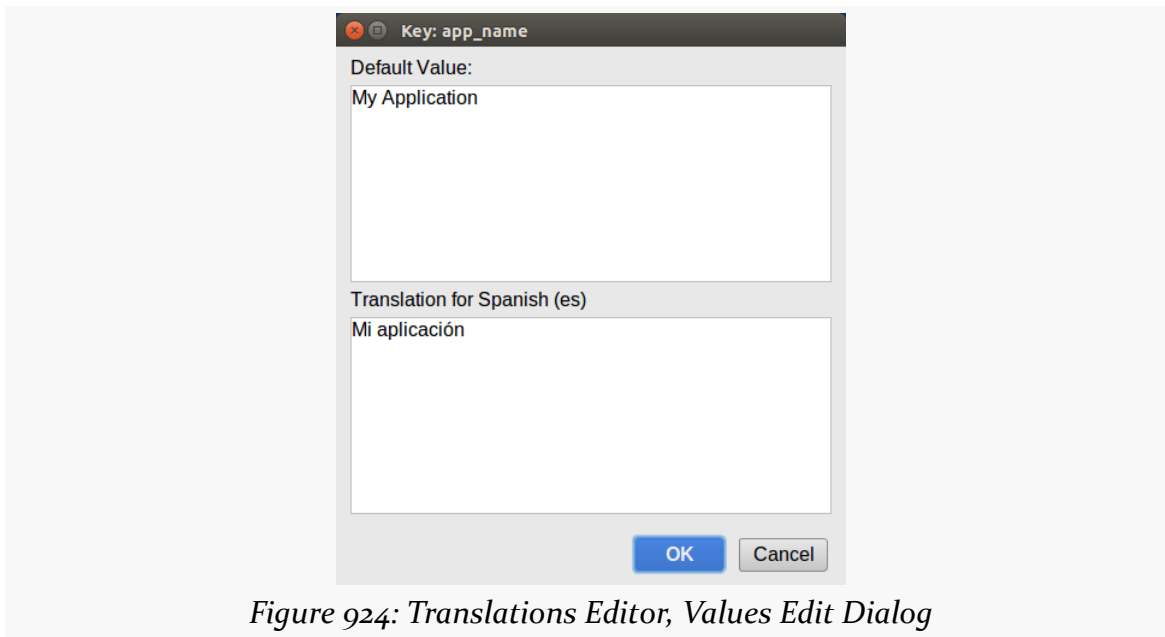 Key: app_name
Default Value:
My Application
Translation for Spanish (es)
Mi aplicación
OK Cancel
Figure 924: Translations Editor, Values Edit Dialog